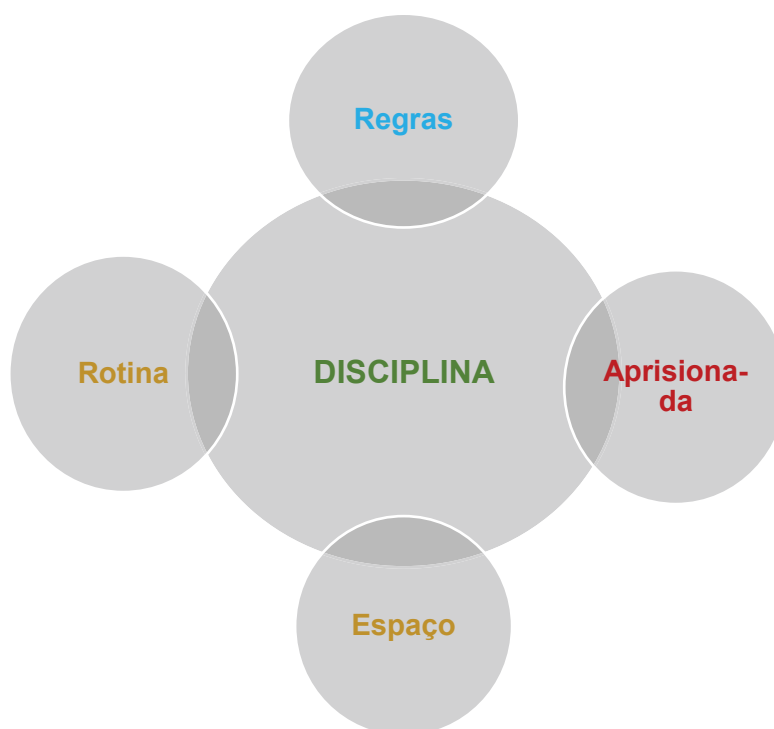 Regras
Rotina
DISCIPLINA
Aprisiona-
da
Espaço